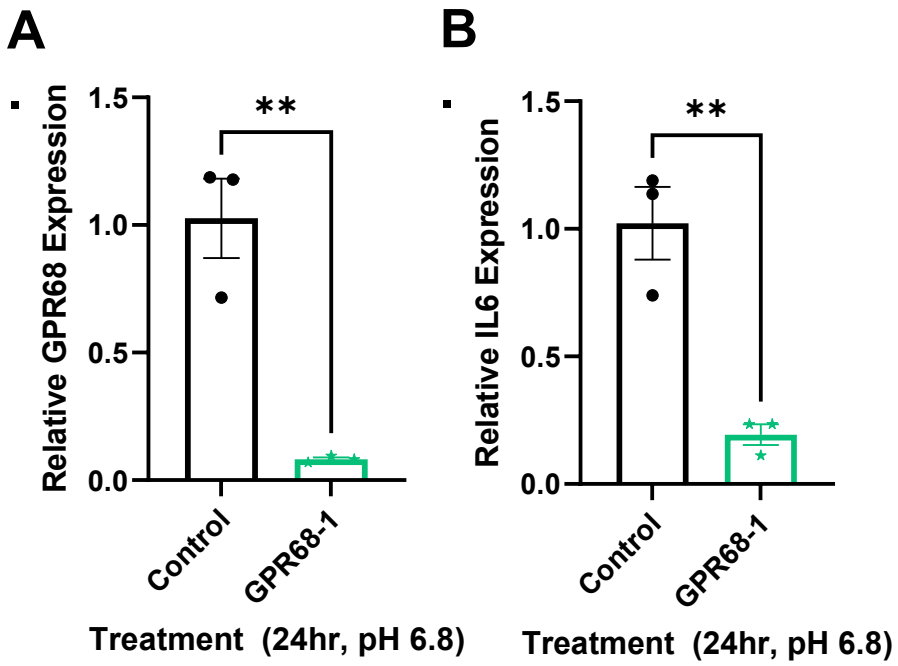 A
B
Relative GPR68 Expression
1.5
1.0
0.5
0.0
**
Control
GPR68-1
Treatment (24hr, pH 6.8)
Relative IL6 Expression
1.5
1.0
0.5
0.0
**
Control
GPR68-1
Treatment (24hr, pH 6.8)